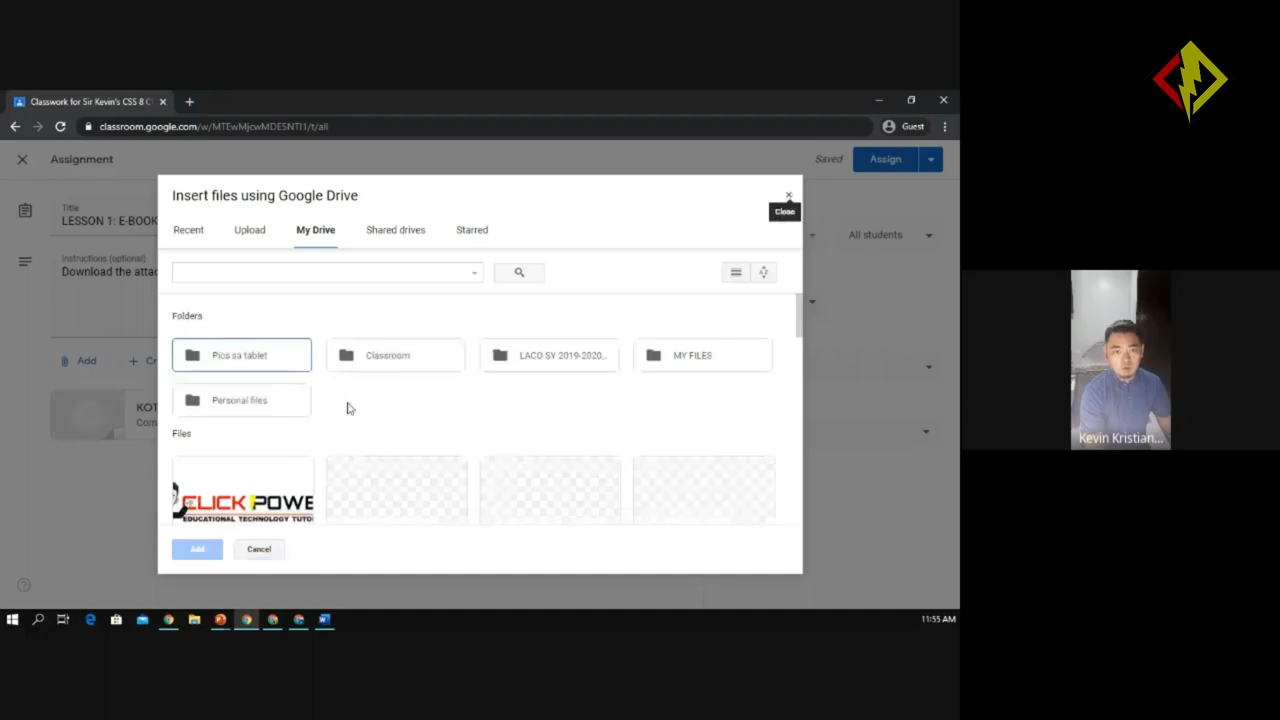 Classwork for Sir Kevin's CSS 8 C
classroom.google.com/w/MTEwMjcwMDE5NTI1/t/all
Guest
Assignment
Saved
Assign
Title
LESSON 1: E-BOOK
All students
Instructions (optional)
Download the attac
Add
Cr
KOT
Com
Insert files using Google Drive
Close
Recent
Upload
My Drive
Shared drives
Starred
Folders
Pics sa tablet
Classroom
LACO SY 2019-2020...
MY FILES
Personal files
Files
CLICK POWE
EDUCATIONAL TECHNOLOGY TUTO
Add
Cancel
11:55 AM
Kevin Kristian...